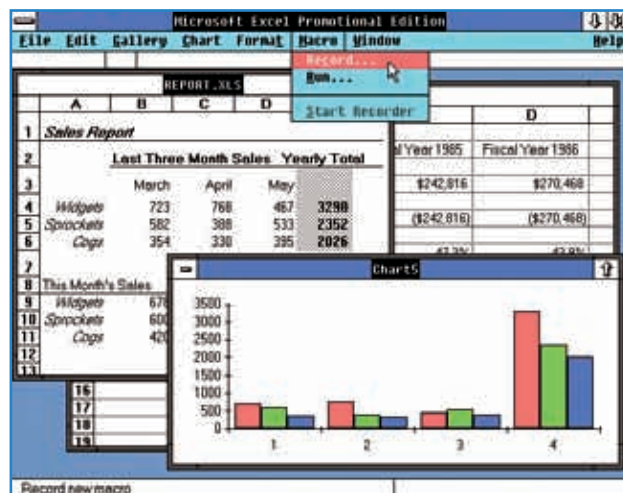 Microsoft Excel Promotional Edition
File Edit Gallery Chart Format Macro Window Help
Record...
Run...
Start Recorder
REPORT.XLS
A B C D
D
1 Sales Report
2 Last Three Month Sales Yearly Total
al Year 1985 Fiscal Year 1986
3 March April May
$242,816 $270,468
4 Widgets 723 768 467 3290
5 Sprockets 582 388 533 2352
($242,816) ($270,468)
6 Cogs 354 330 395 2026
7
8 This Month's Sales
9 Widgets
10 Sprockets
11 Cogs
12
13
16
17
18
19
Chart5
3500
3000
2500
2000
1500
1000
500
0
1 2 3 4
Record new macro